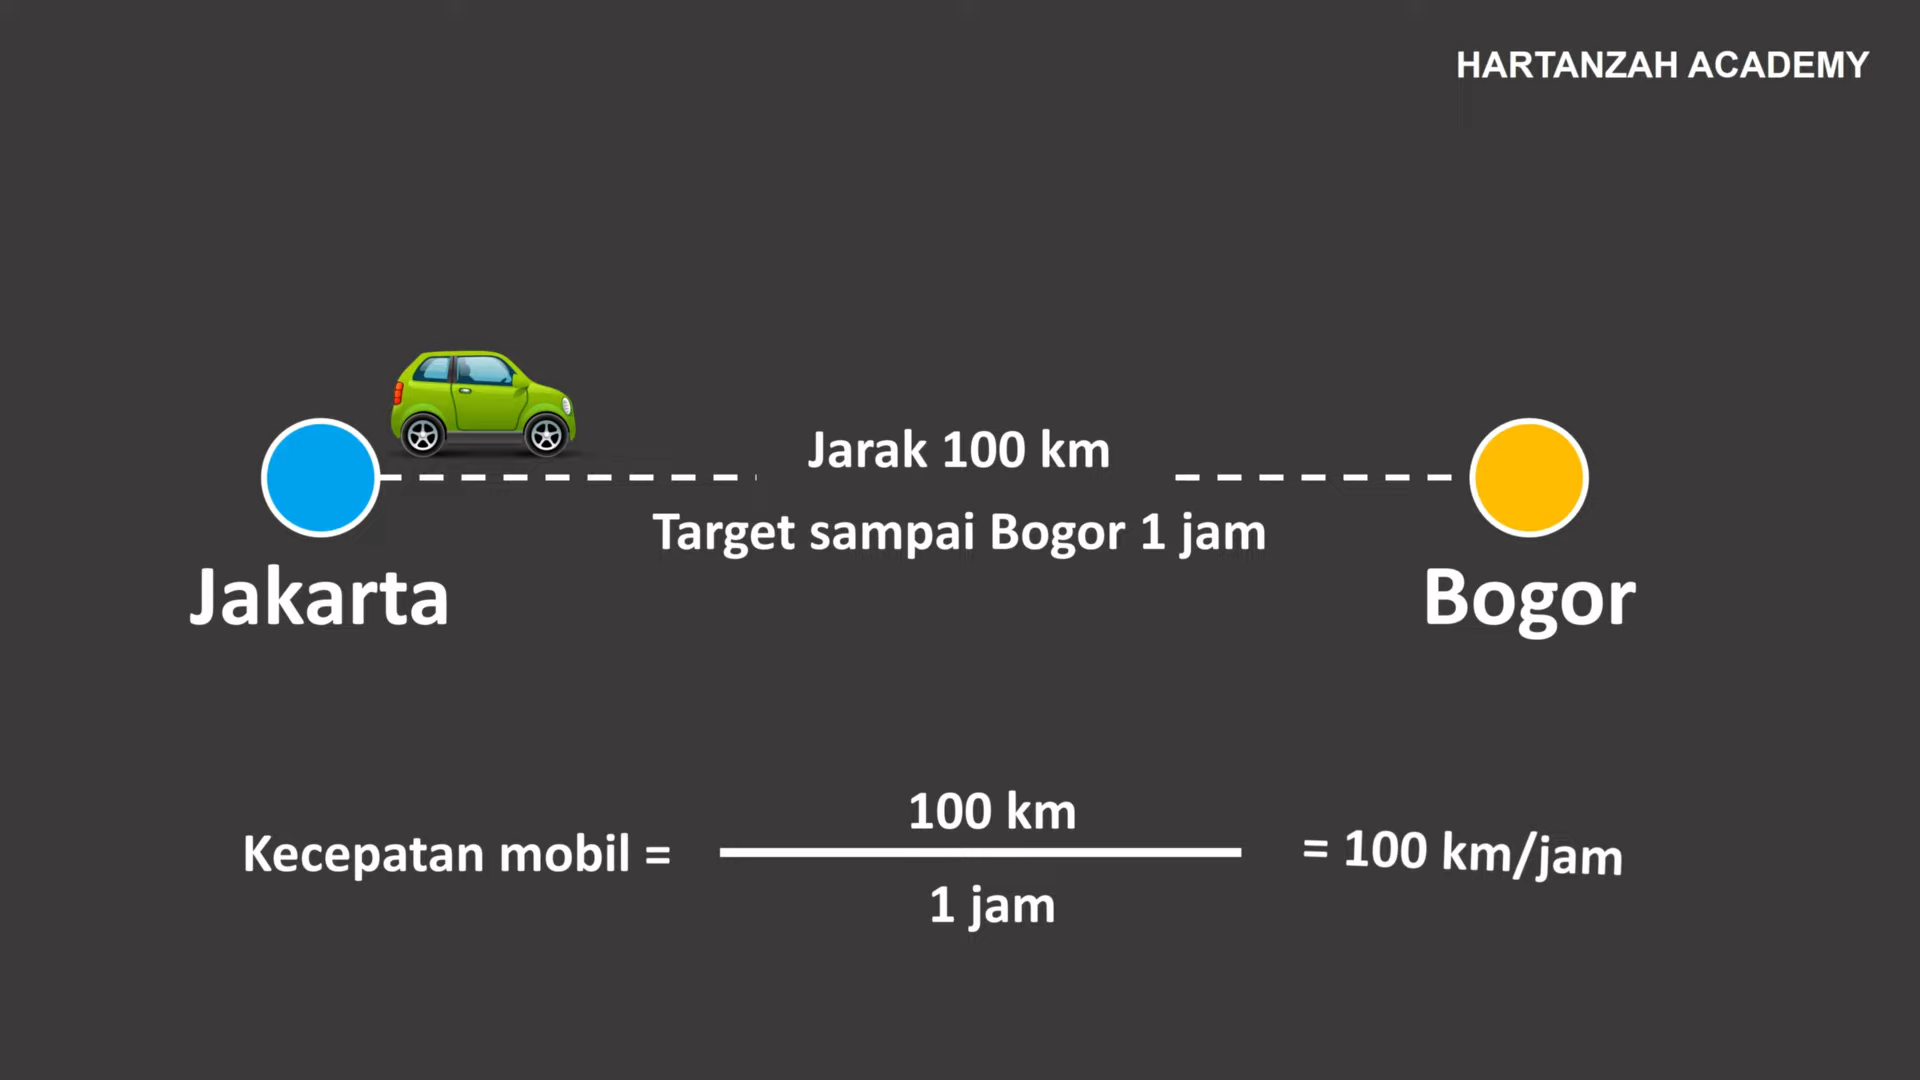 HARTANZAH ACADEMY
Jarak 100 km
Target sampai Bogor 1 jam
Jakarta
Bogor
100 km
Kecepatan mobil =
= 100 km/jam
1 jam